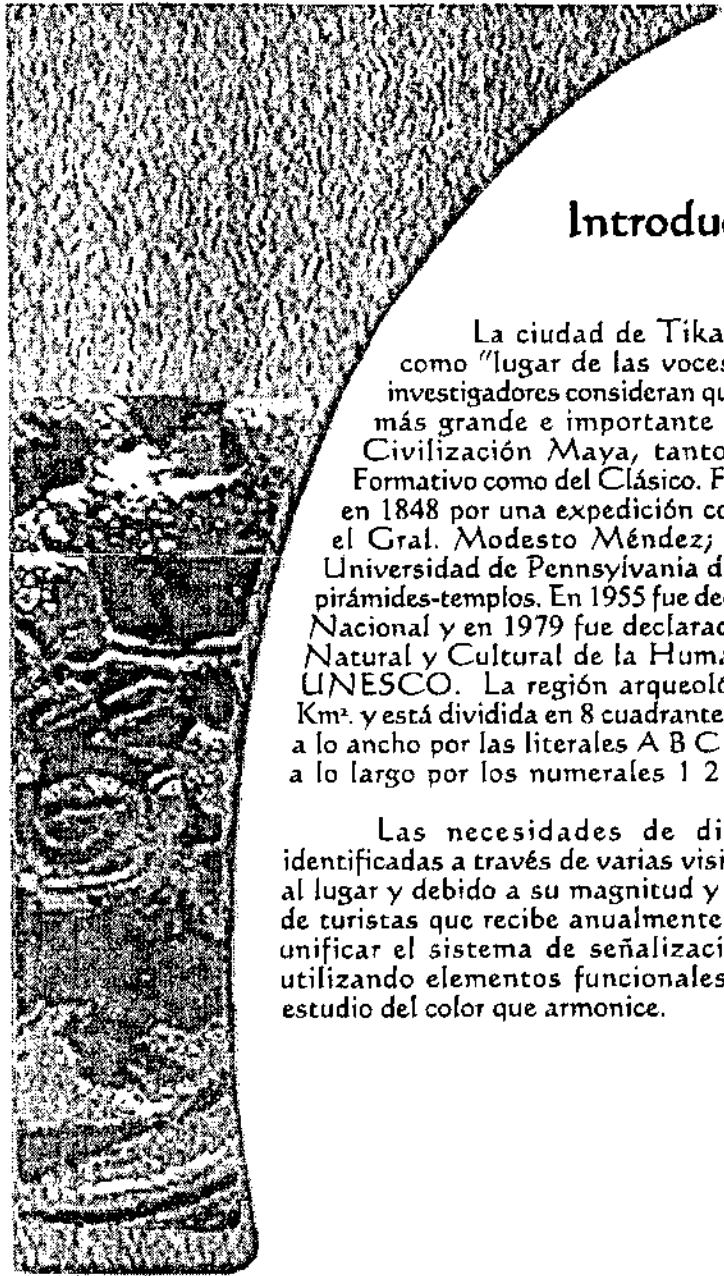 Introdu
La ciudad de Tika
como "lugar de las voces
investigadores consideran qu
más grande e importante
Civilización Maya, tanto
Formativo como del Clásico. F
en 1848 por una expedición co
el Gral. Modesto Méndez;
Universidad de Pennsylvania d
pirámides-templos. En 1955 fue dec
Nacional y en 1979 fue declarad
Natural y Cultural de la Huma
UNESCO. La región arqueoló
Km². y está dividida en 8 cuadrante
a lo ancho por las literales A B C
a lo largo por los numerales 1 2
Las necesidades de di
identificadas a través de varias visi
al lugar y debido a su magnitud y
de turistas que recibe anualmente
unificar el sistema de señalizaci
utilizando elementos funcionales
estudio del color que armonice.